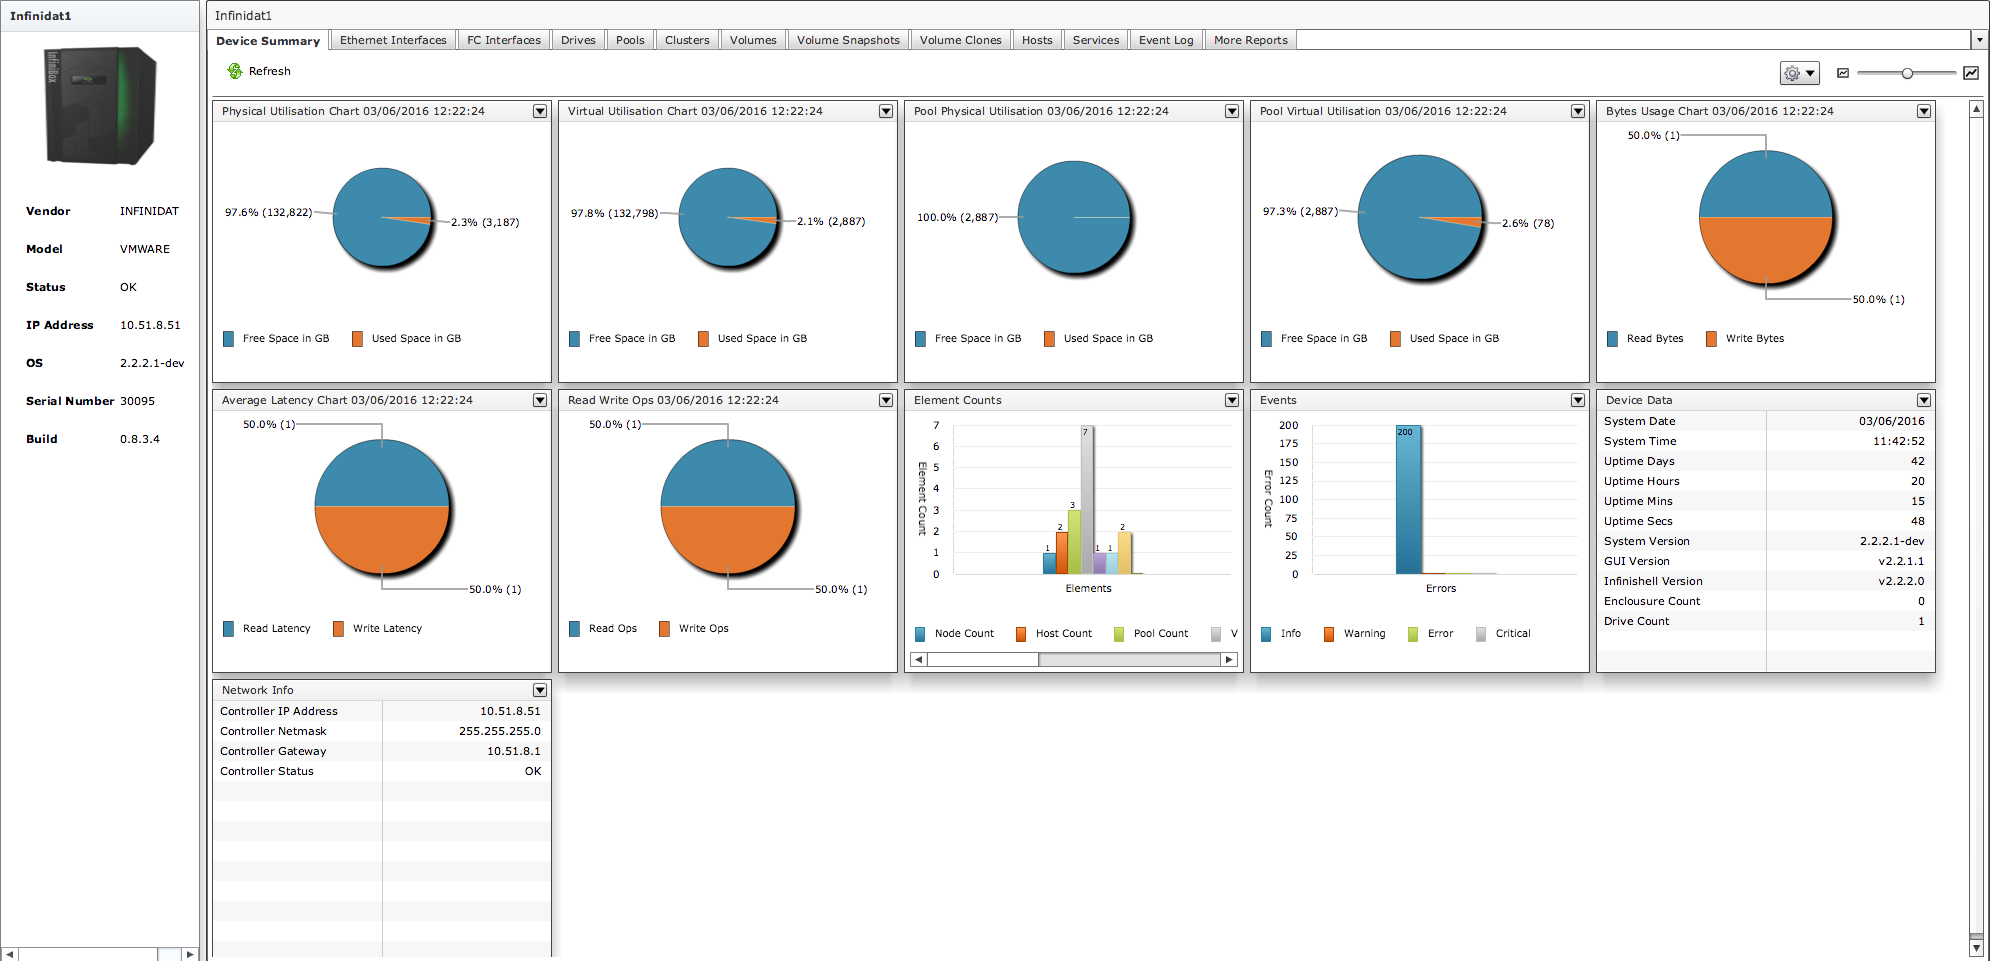 Infinidat1
InfiniBox
Vendor INFINIDAT
Model VMWARE
Status OK
IP Address 10.51.8.51
OS 2.2.2.1-dev
Serial Number 30095
Build 0.8.3.4
Infinidat1
Device Summary Ethernet Interfaces FC Interfaces Drives Pools Clusters Volumes Volume Snapshots Volume Clones Hosts Services Event Log More Reports
Refresh
Physical Utilisation Chart 03/06/2016 12:22:24
97.6% (132,822)
2.3% (3,187)
Free Space in GB Used Space in GB
Virtual Utilisation Chart 03/06/2016 12:22:24
97.8% (132,798)
2.1% (2,887)
Free Space in GB Used Space in GB
Pool Physical Utilisation 03/06/2016 12:22:24
100.0% (2,887)
Free Space in GB Used Space in GB
Pool Virtual Utilisation 03/06/2016 12:22:24
97.3% (2,887)
2.6% (78)
Free Space in GB Used Space in GB
Bytes Usage Chart 03/06/2016 12:22:24
50.0% (1)
50.0% (1)
Read Bytes Write Bytes
Average Latency Chart 03/06/2016 12:22:24
50.0% (1)
50.0% (1)
Read Latency Write Latency
Read Write Ops 03/06/2016 12:22:24
50.0% (1)
50.0% (1)
Read Ops Write Ops
Element Counts
Element Count
7
6
5
4
3
2
1
0
1 2 3 7 1 1 2
Elements
Node Count Host Count Pool Count V
Events
Error Count
200
175
150
125
100
75
50
25
0
200
Errors
Info Warning Error Critical
Device Data
System Date 03/06/2016
System Time 11:42:52
Uptime Days 42
Uptime Hours 20
Uptime Mins 15
Uptime Secs 48
System Version 2.2.2.1-dev
GUI Version v2.2.1.1
Infinishell Version v2.2.2.0
Enclousure Count 0
Drive Count 1
Network Info
Controller IP Address 10.51.8.51
Controller Netmask 255.255.255.0
Controller Gateway 10.51.8.1
Controller Status OK